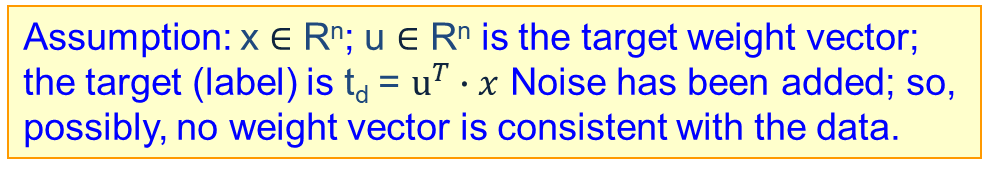 Assumption: x ∈ Rⁿ; u ∈ Rⁿ is the target weight vector;
the target (label) is t_d = u^T · x Noise has been added; so,
possibly, no weight vector is consistent with the data.